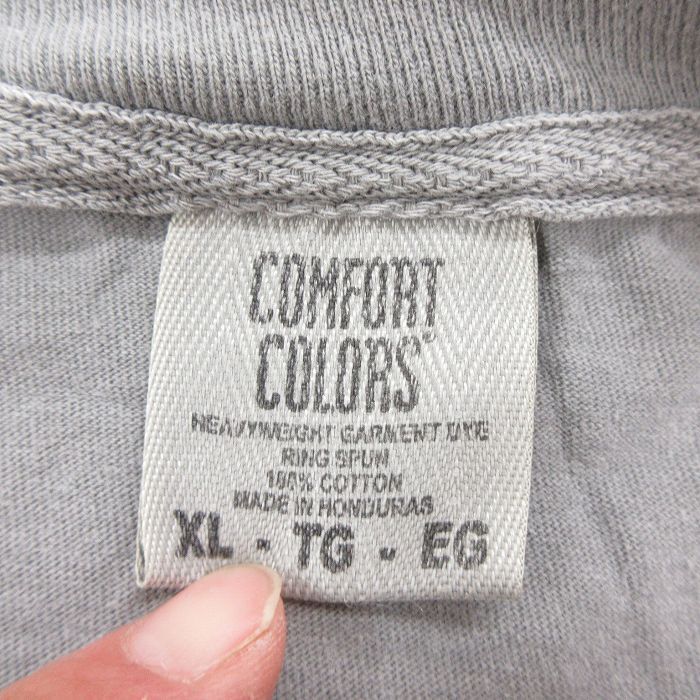 COMFORT
COLORS®
HEAVYWEIGHT GARMENT DYE
RING SPUN
100% COTTON
MADE IN HONDURAS
XL - TG - EG